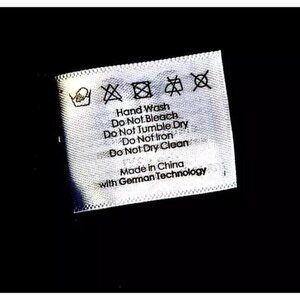 Hand Wash
Do Not Bleach
Do Not Tumble Dry
Do Not Iron
Do Not Dry Clean
Made in China
with German Technology